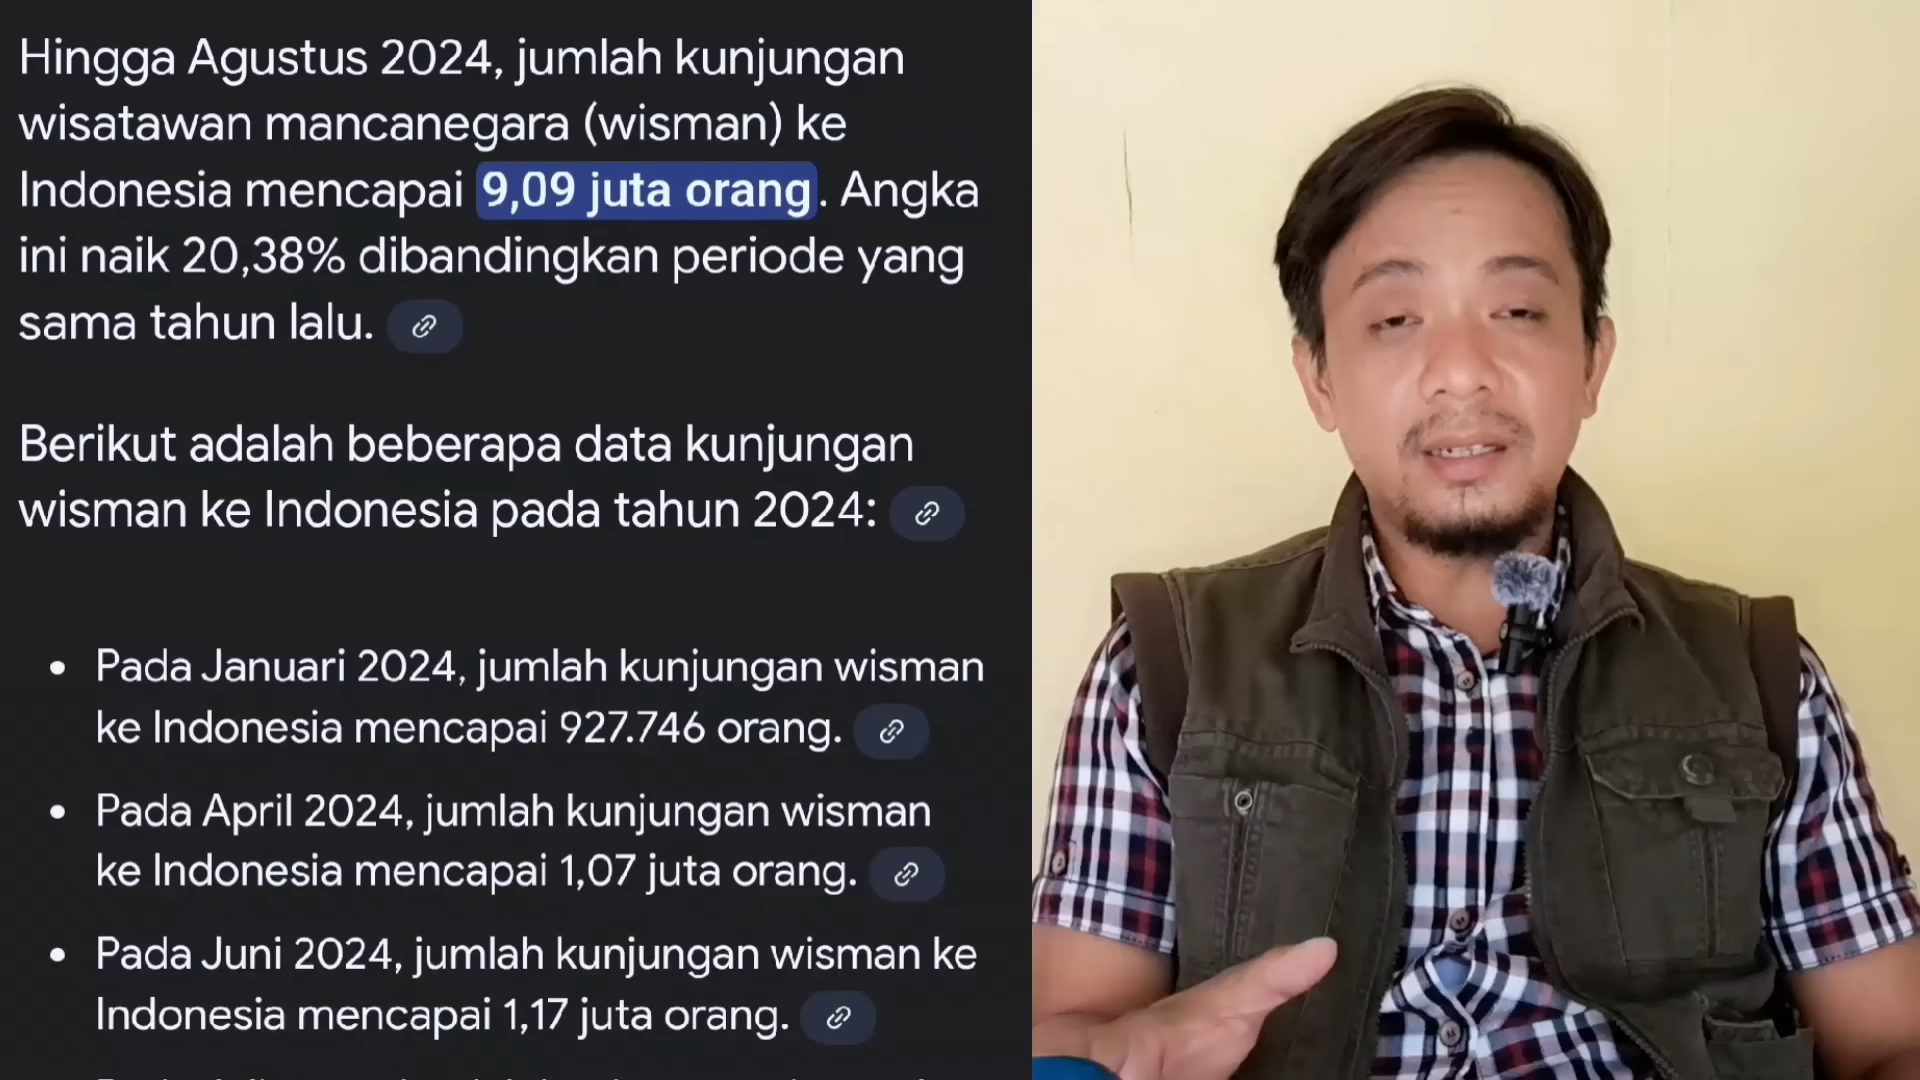 Hingga Agustus 2024, jumlah kunjungan
wisatawan mancanegara (wisman) ke
Indonesia mencapai 9,09 juta orang. Angka
ini naik 20,38% dibandingkan periode yang
sama tahun lalu.
Berikut adalah beberapa data kunjungan
wisman ke Indonesia pada tahun 2024:
• Pada Januari 2024, jumlah kunjungan wisman
ke Indonesia mencapai 927.746 orang.
• Pada April 2024, jumlah kunjungan wisman
ke Indonesia mencapai 1,07 juta orang.
• Pada Juni 2024, jumlah kunjungan wisman ke
Indonesia mencapai 1,17 juta orang.